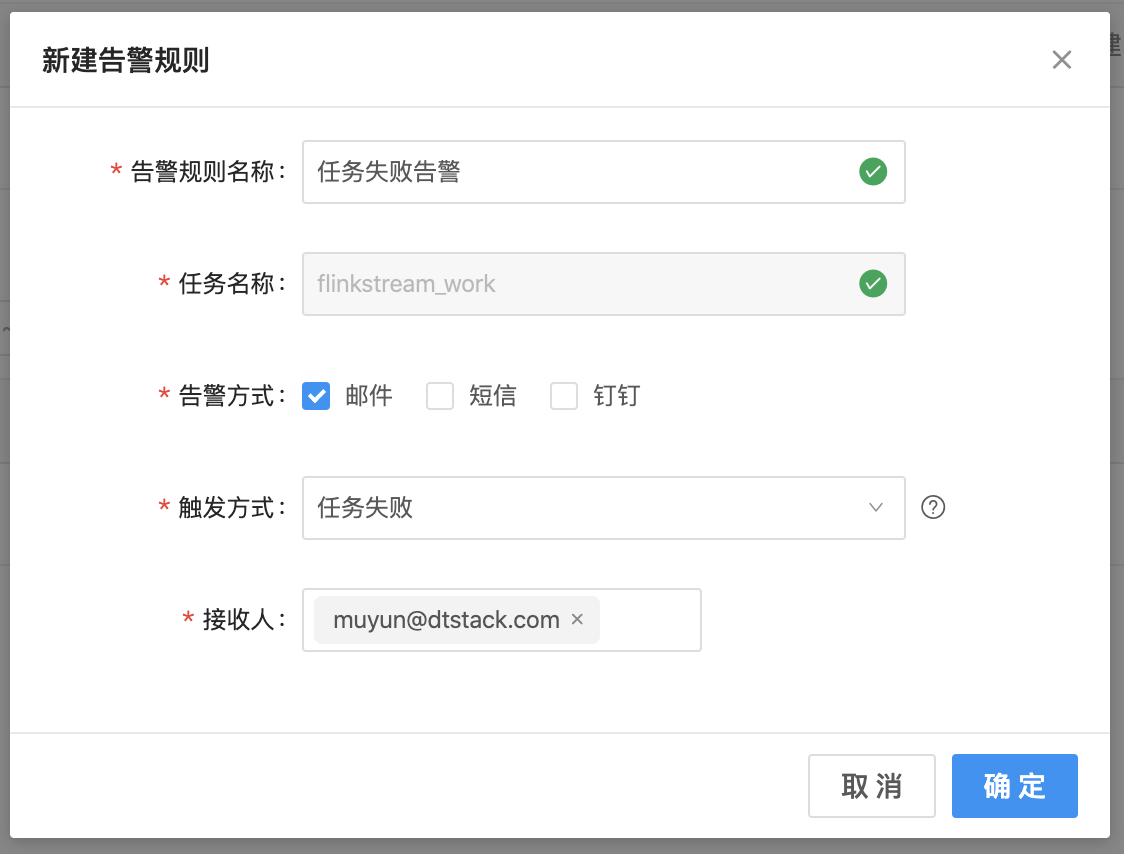 新建告警规则
* 告警规则名称： 任务失败告警
* 任务名称： flinkstream_work
* 告警方式： 邮件 短信 钉钉
* 触发方式： 任务失败
* 接收人： muyun@dtstack.com ×
取 消 确 定